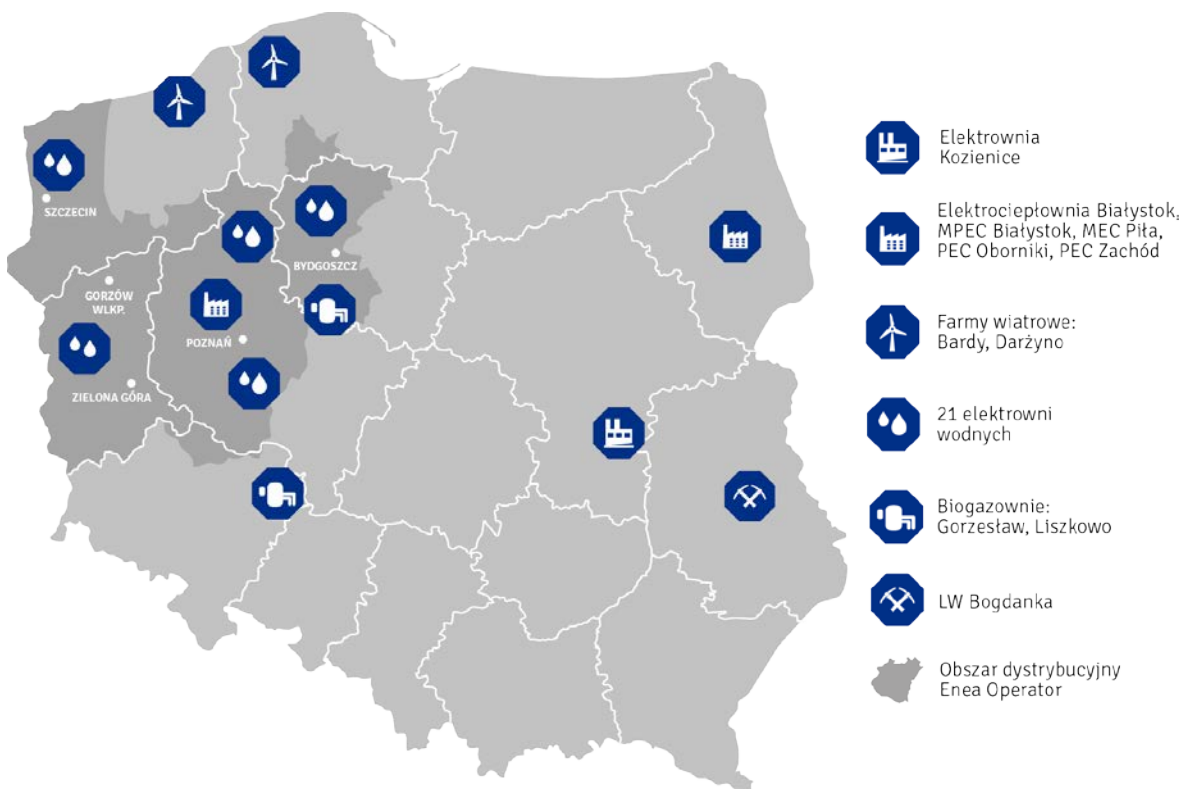 SZCZECIN
GORZÓW
WLKP.
ZIELONA GÓRA
POZNAŃ
BYDGOSZCZ
Elektrownia
Kozienice
Elektrociepłownia Białystok,
MPEC Białystok, MEC Piła,
PEC Oborniki, PEC Zachód
Farmy wiatrowe:
Bardy, Darżyno
21 elektrowni
wodnych
Biogazownie:
Gorzesław, Liszkowo
LW Bogdanka
Obszar dystrybucyjny
Enea Operator